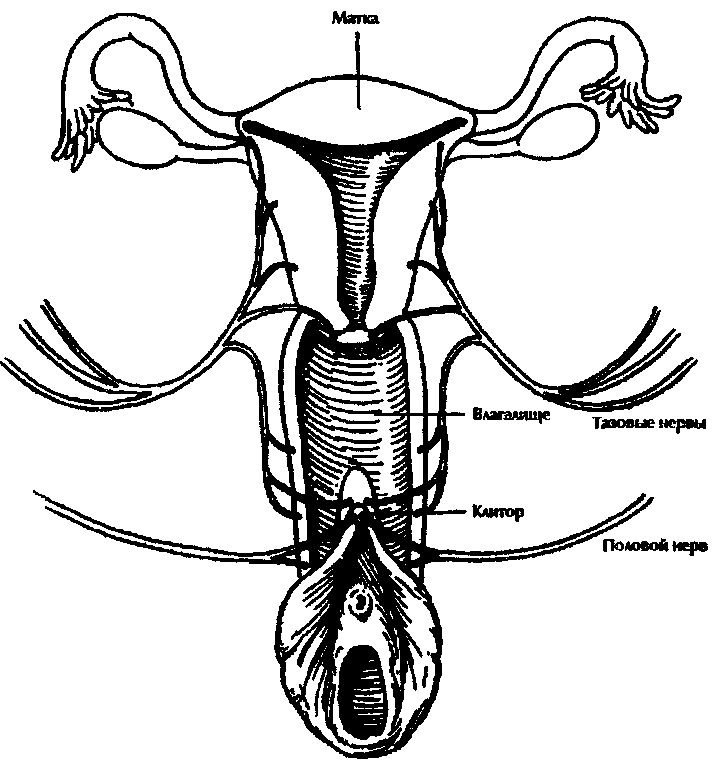 Матка
Влагалище
Тазовые нервы
Клитор
Половой нерв